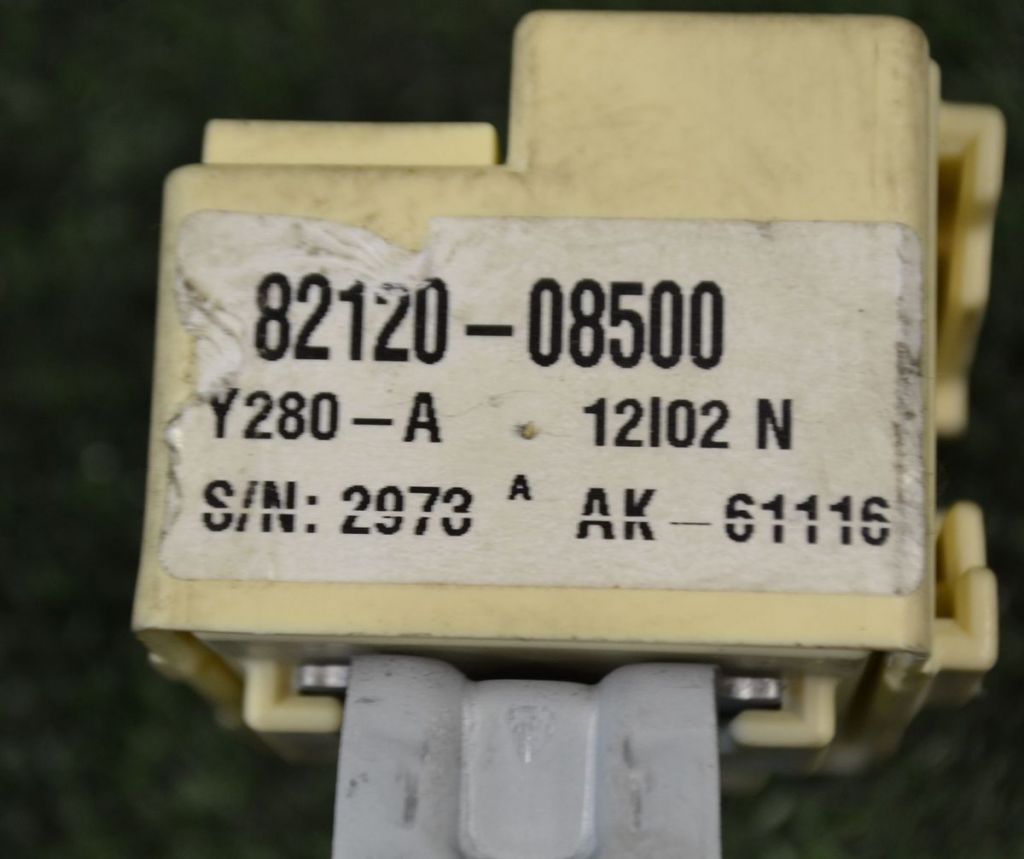 82120-08500
Y280-A 12I02 N
S/N: 2973 A AK-61116